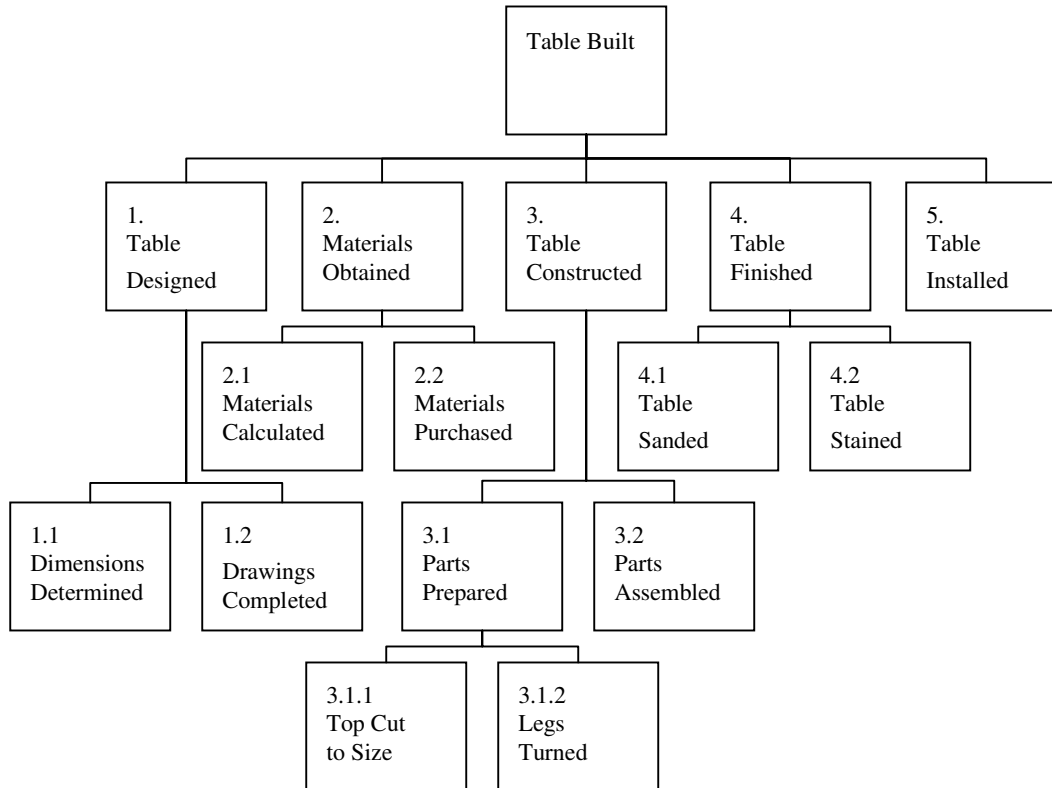 Table Built
1.
Table
Designed
2.
Materials
Obtained
3.
Table
Constructed
4.
Table
Finished
5.
Table
Installed
2.1
Materials
Calculated
2.2
Materials
Purchased
4.1
Table
Sanded
4.2
Table
Stained
1.1
Dimensions
Determined
1.2
Drawings
Completed
3.1
Parts
Prepared
3.2
Parts
Assembled
3.1.1
Top Cut
to Size
3.1.2
Legs
Turned